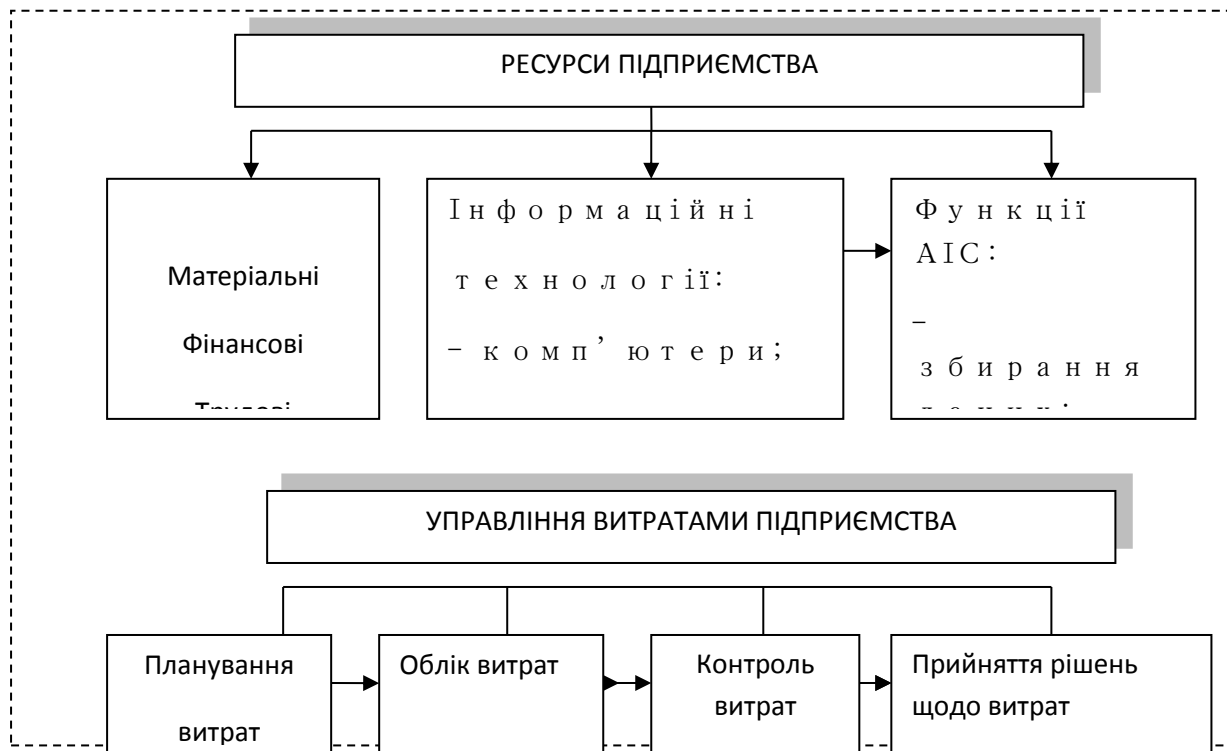 РЕСУРСИ ПІДПРИЄМСТВА
Матеріальні
Фінансові
Трудові
Інформаційні
технології:
– комп’ютери;
Функції
АІС:
–
збирання
УПРАВЛІННЯ ВИТРАТАМИ ПІДПРИЄМСТВА
Планування
витрат
Облік витрат
Контроль
витрат
Прийняття рішень
щодо витрат